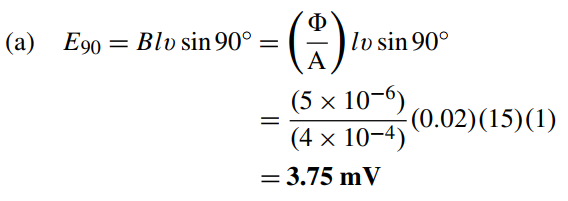 (a) E₉₀ = Blv sin 90° = (Φ/A) lv sin 90°
= (5 × 10⁻⁶)/(4 × 10⁻⁴) (0.02)(15)(1)
= 3.75 mV